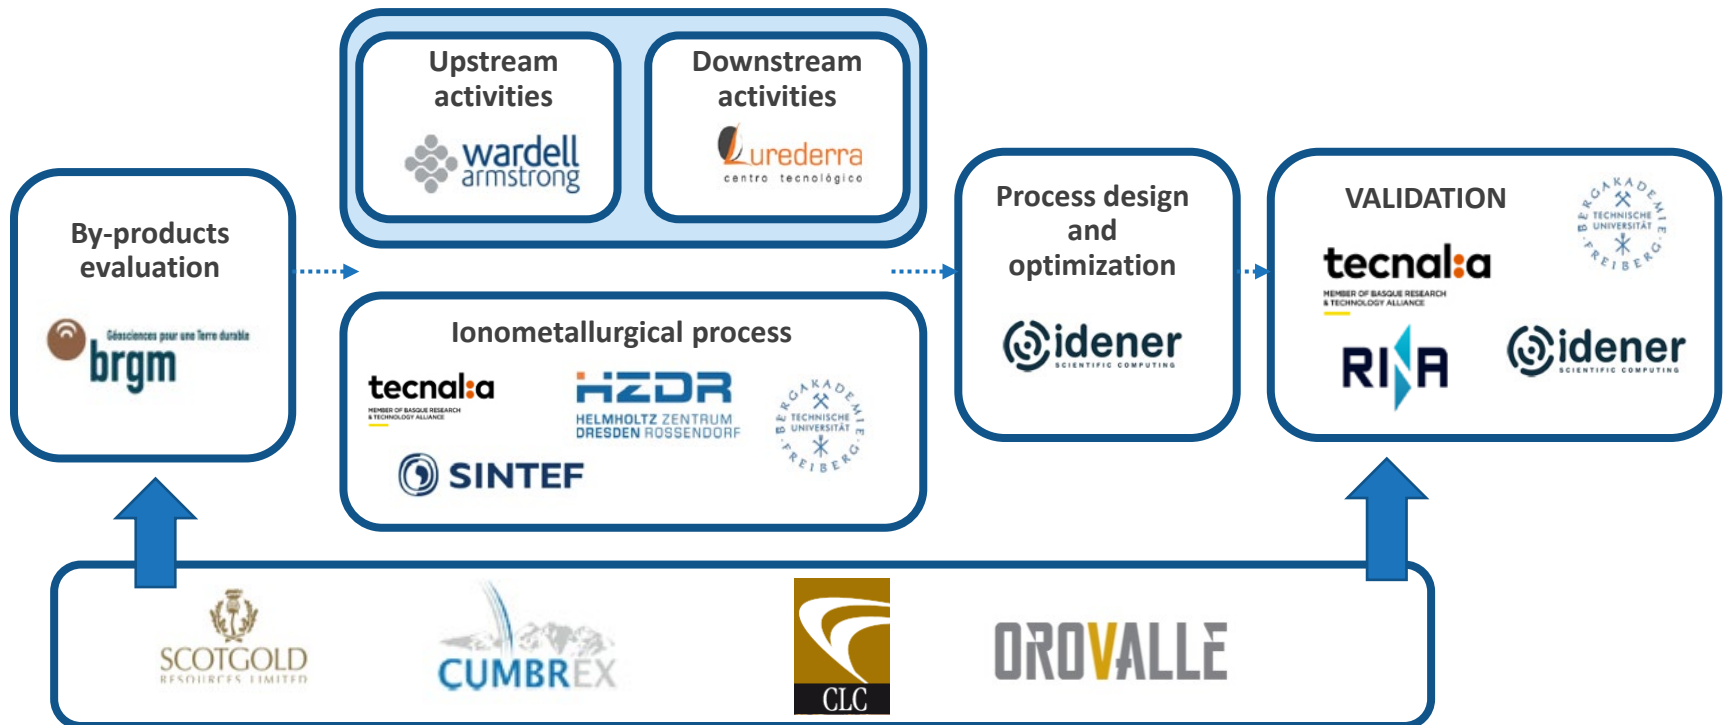 Upstream
activities
wardell
armstrong
Downstream
activities
Lurederra
centro tecnológico
By-products
evaluation
Géosciences pour une Terre durable
brgm
Ionometallurgical process
tecnal:a
MEMBER OF BASQUE RESEARCH
& TECHNOLOGY ALLIANCE
HZDR
HELMHOLTZ ZENTRUM
DRESDEN ROSSENDORF
BERGAKADEMIE
TECHNISCHE
UNIVERSITÄT
FREIBERG
SINTEF
Process design
and
optimization
idener
SCIENTIFIC COMPUTING
VALIDATION
BERGAKADEMIE
TECHNISCHE
UNIVERSITÄT
FREIBERG
tecnal:a
MEMBER OF BASQUE RESEARCH
& TECHNOLOGY ALLIANCE
RINA
idener
SCIENTIFIC COMPUTING
SCOTGOLD
RESOURCES LIMITED
CUMBREX
CLC
OROVALLE